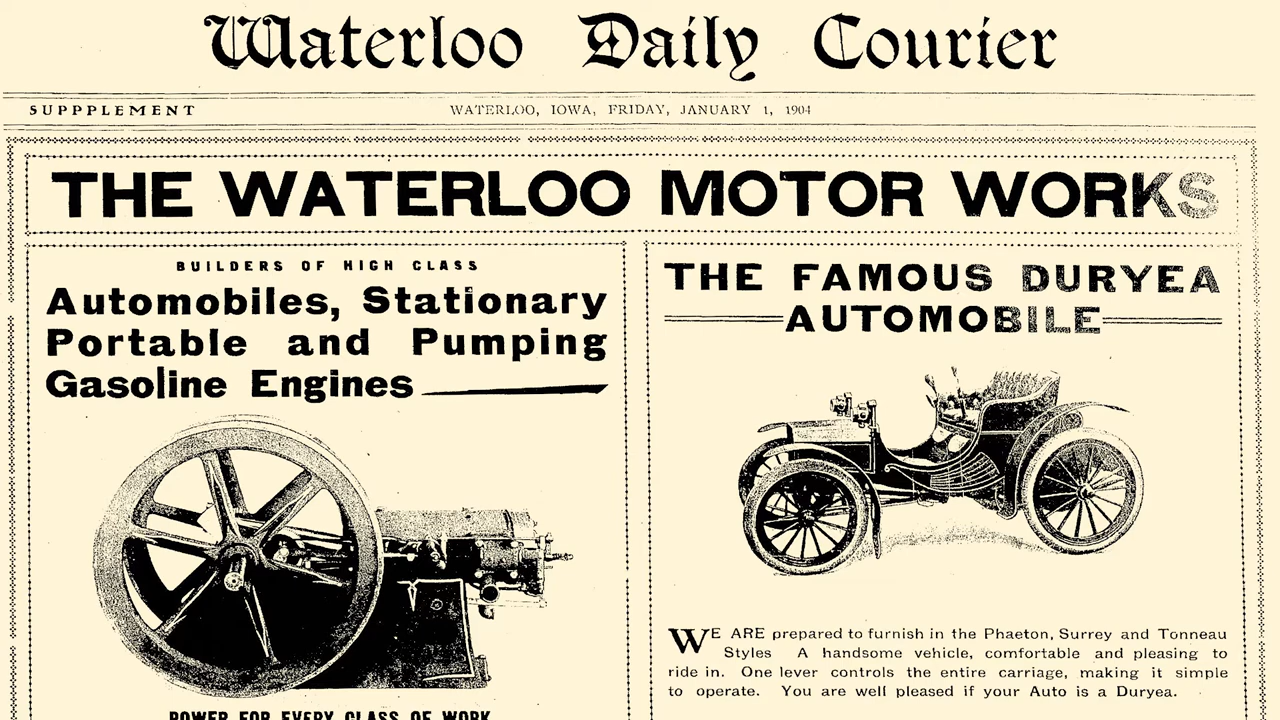 Waterloo Daily Courier
SUPPPLEMENT
WATERLOO, IOWA, FRIDAY, JANUARY 1, 1904
THE WATERLOO MOTOR WORKS
BUILDERS OF HIGH CLASS
Automobiles, Stationary
Portable and Pumping
Gasoline Engines
POWER FOR EVERY CLASS OF WORK
THE FAMOUS DURYEA
AUTOMOBILE
WE ARE prepared to furnish in the Phaeton, Surrey and Tonneau
Styles A handsome vehicle, comfortable and pleasing to
ride in. One lever controls the entire carriage, making it simple
to operate. You are well pleased if your Auto is a Duryea.